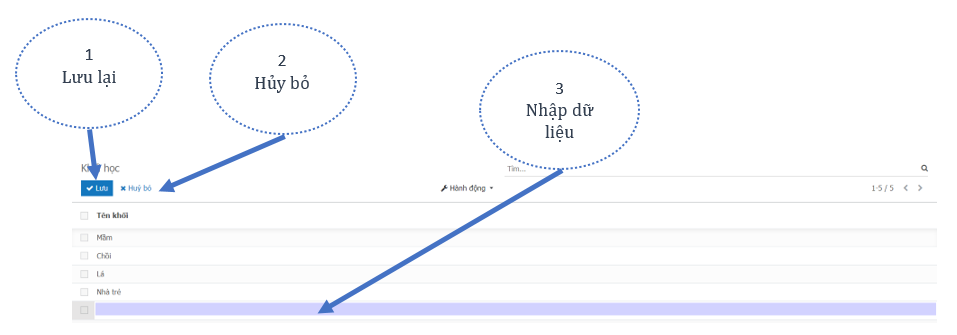 1
Lưu lại
2
Hủy bỏ
3
Nhập dữ
liệu
học
Tìm...
Lưu
Huỷ bỏ
Hành động
1-5 / 5
Tên khối
Mầm
Chồi
Lá
Nhà trẻ